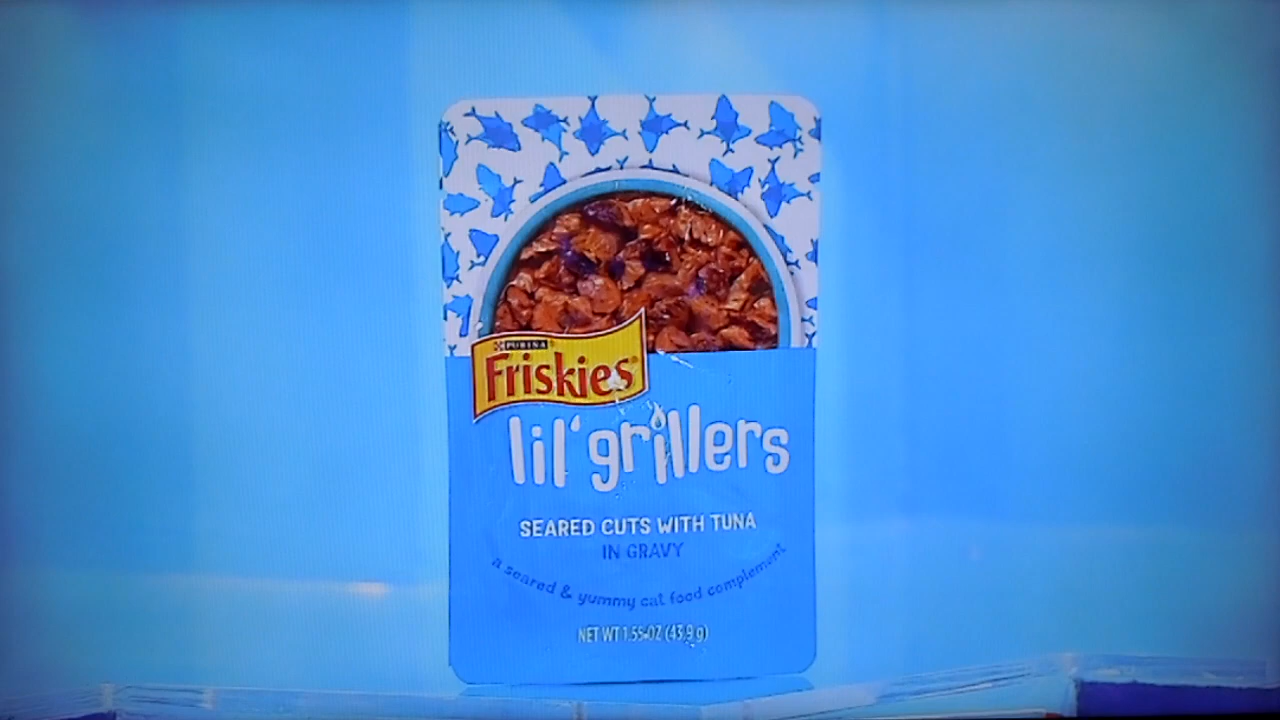 PURINA
Friskies
lil' grillers
SEARED CUTS WITH TUNA
IN GRAVY
a seared & yummy cat food complement
NET WT 1.55 OZ (43.9 g)